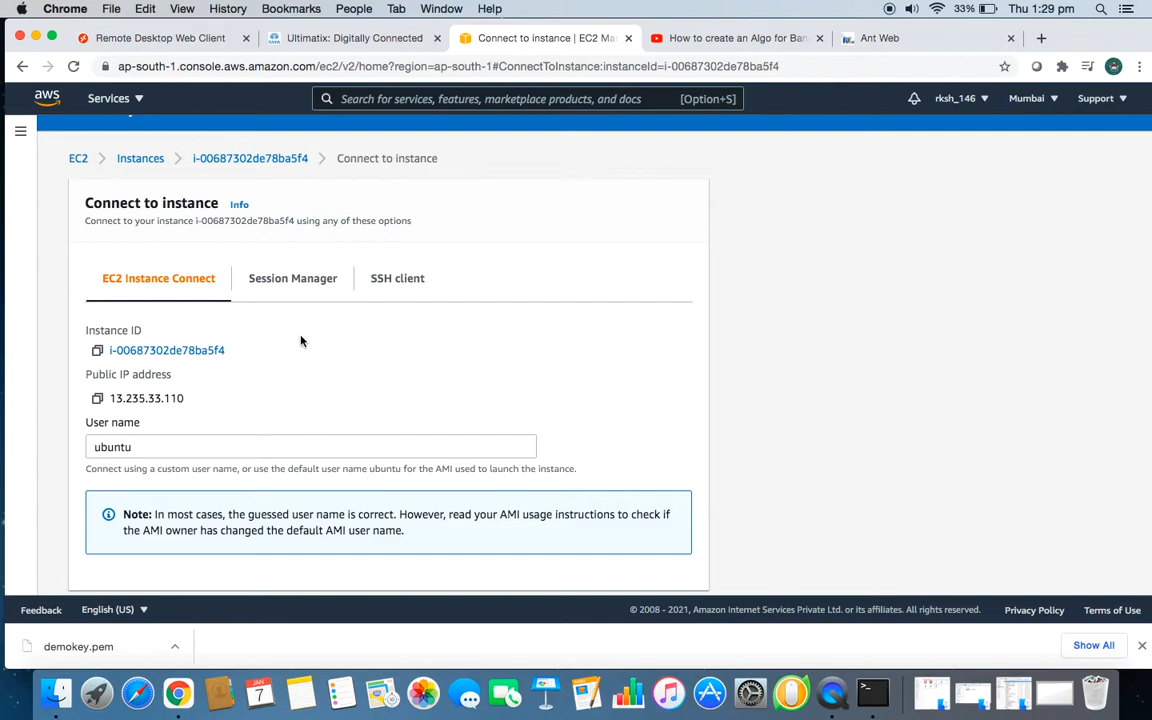 Chrome File Edit View History Bookmarks People Tab Window Help 33% Thu 1:29 pm
Remote Desktop Web Client
Ultimatix: Digitally Connected
Connect to instance | EC2 Ma
How to create an Algo for Ban
Ant Web
ap-south-1.console.aws.amazon.com/ec2/v2/home?region=ap-south-1#ConnectToInstance:instanceId=i-00687302de78ba5f4
aws Services Search for services, features, marketplace products, and docs [Option+S] rksh_146 Mumbai Support
EC2 Instances i-00687302de78ba5f4 Connect to instance
Connect to instance Info
Connect to your instance i-00687302de78ba5f4 using any of these options
EC2 Instance Connect Session Manager SSH client
Instance ID
i-00687302de78ba5f4
Public IP address
13.235.33.110
User name
ubuntu
Connect using a custom user name, or use the default user name ubuntu for the AMI used to launch the instance.
Note: In most cases, the guessed user name is correct. However, read your AMI usage instructions to check if
the AMI owner has changed the default AMI user name.
Feedback English (US) © 2008 - 2021, Amazon Internet Services Private Ltd. or its affiliates. All rights reserved. Privacy Policy Terms of Use
demokey.pem Show All
JAN
7